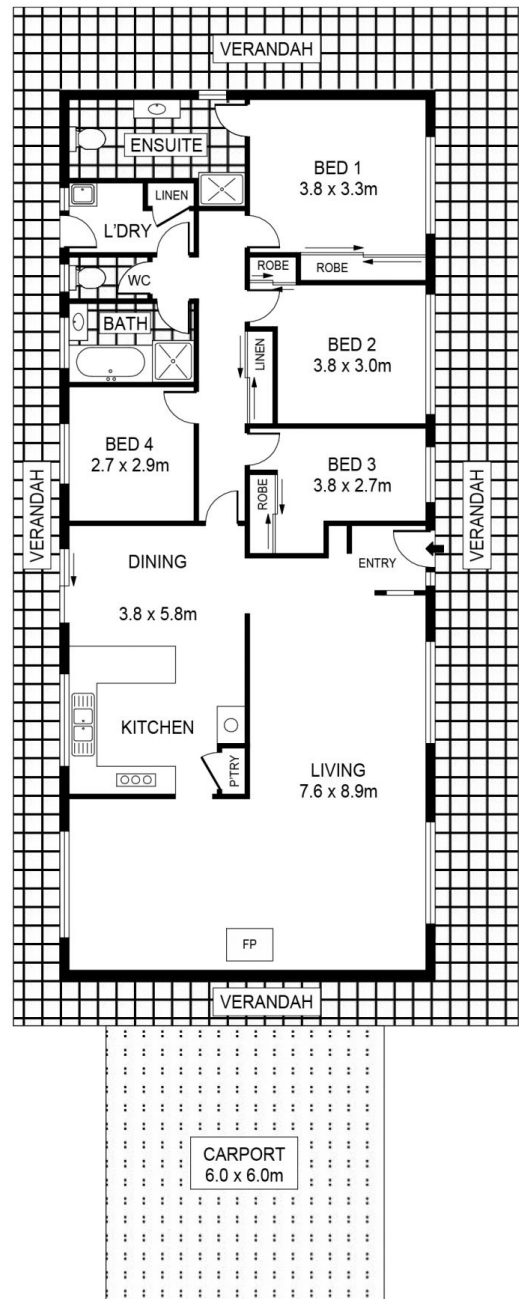 VERANDAH
ENSUITE
BED 1
3.8 x 3.3m
LINEN
L'DRY
WC
ROBE
ROBE
BATH
LINEN
BED 2
3.8 x 3.0m
BED 4
2.7 x 2.9m
BED 3
3.8 x 2.7m
ROBE
VERANDAH
VERANDAH
ENTRY
DINING
3.8 x 5.8m
KITCHEN
P'TRY
LIVING
7.6 x 8.9m
FP
VERANDAH
CARPORT
6.0 x 6.0m